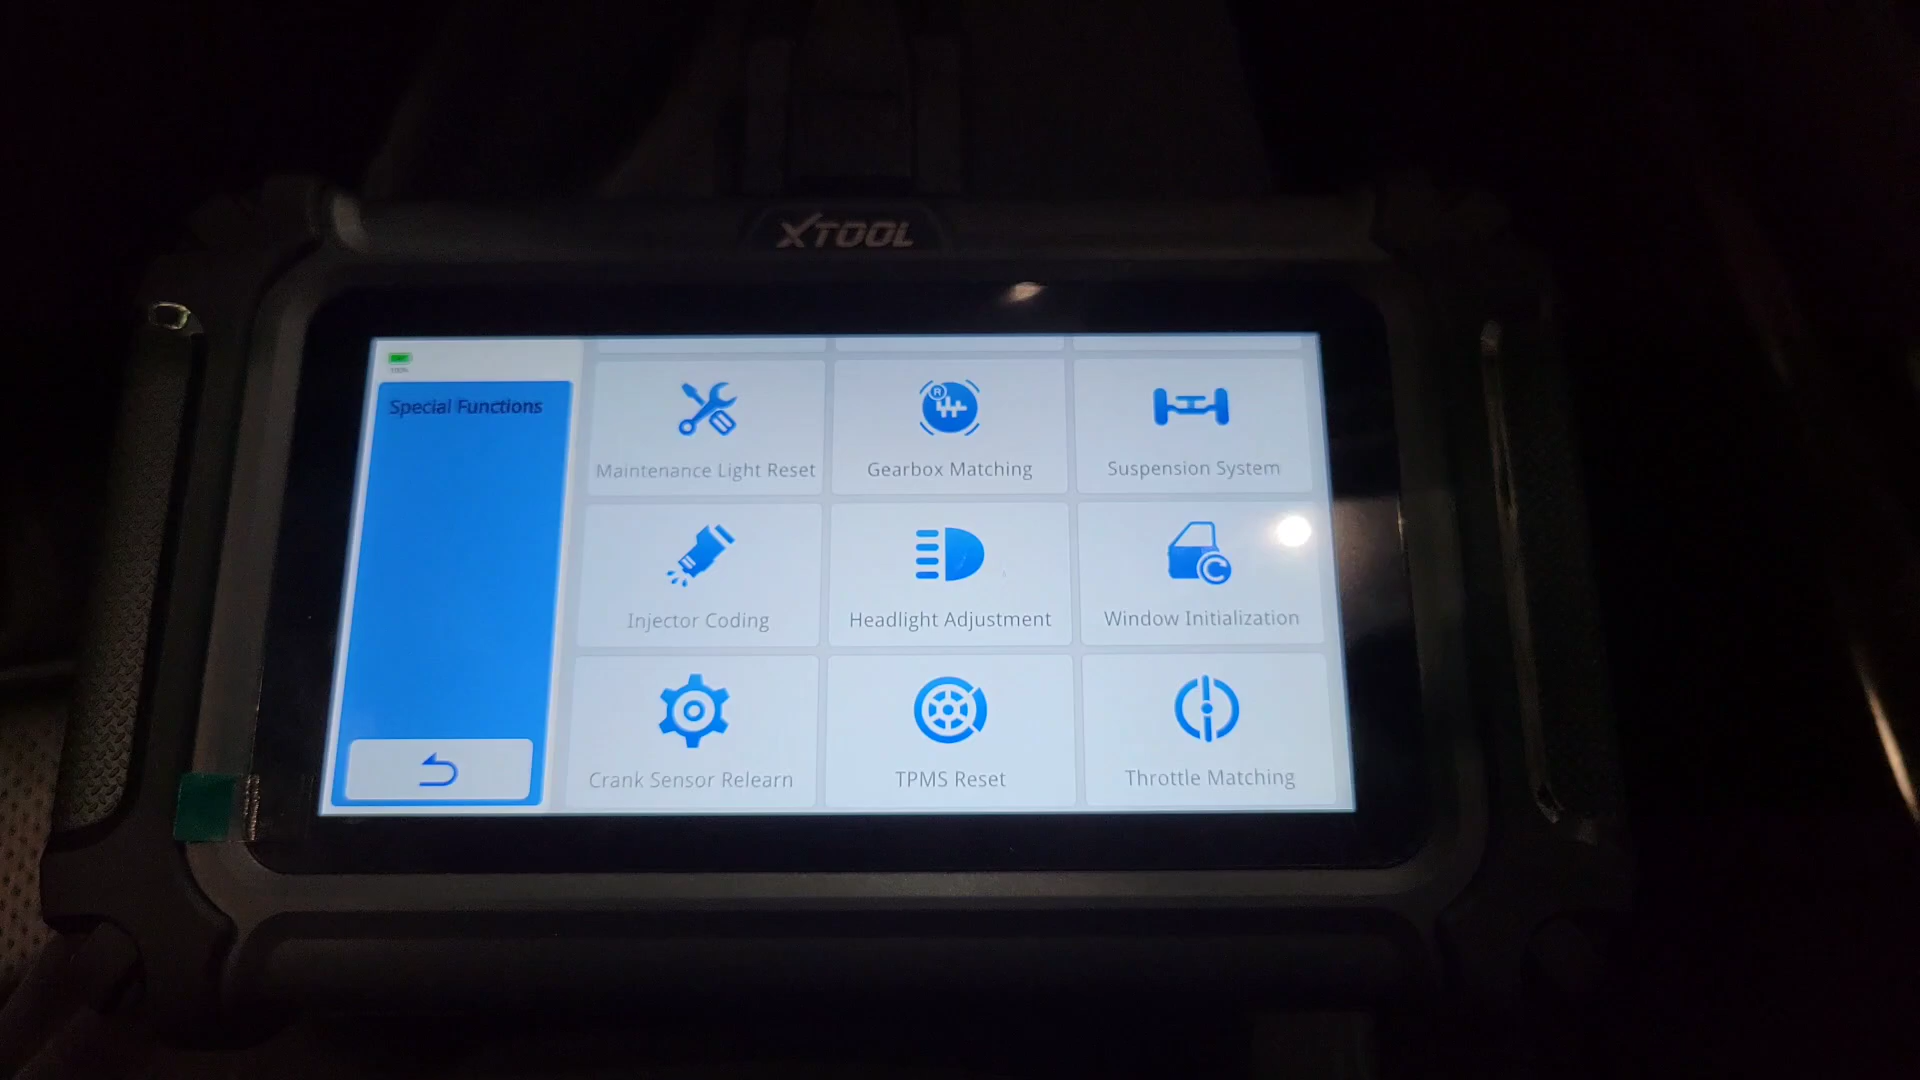 XTOOL
100%
Special Functions
Maintenance Light Reset
Gearbox Matching
Suspension System
Injector Coding
Headlight Adjustment
Window Initialization
Crank Sensor Relearn
TPMS Reset
Throttle Matching